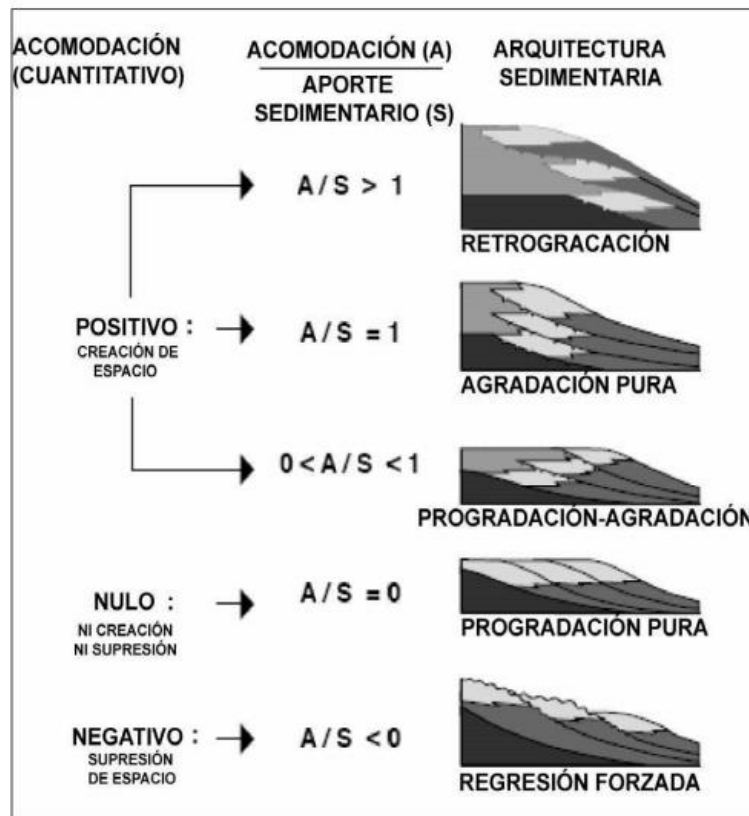 ACOMODACIÓN
(CUANTITATIVO)
ACOMODACIÓN (A)
APORTE
SEDIMENTARIO (S)
ARQUITECTURA
SEDIMENTARIA
A/S > 1
RETROGRACACIÓN
POSITIVO :
CREACIÓN DE
ESPACIO
A/S = 1
AGRADACIÓN PURA
0 < A/S < 1
PROGRADACIÓN-AGRADACIÓN
NULO :
NI CREACIÓN
NI SUPRESIÓN
A/S = 0
PROGRADACIÓN PURA
NEGATIVO :
SUPRESIÓN
DE ESPACIO
A/S < 0
REGRESIÓN FORZADA